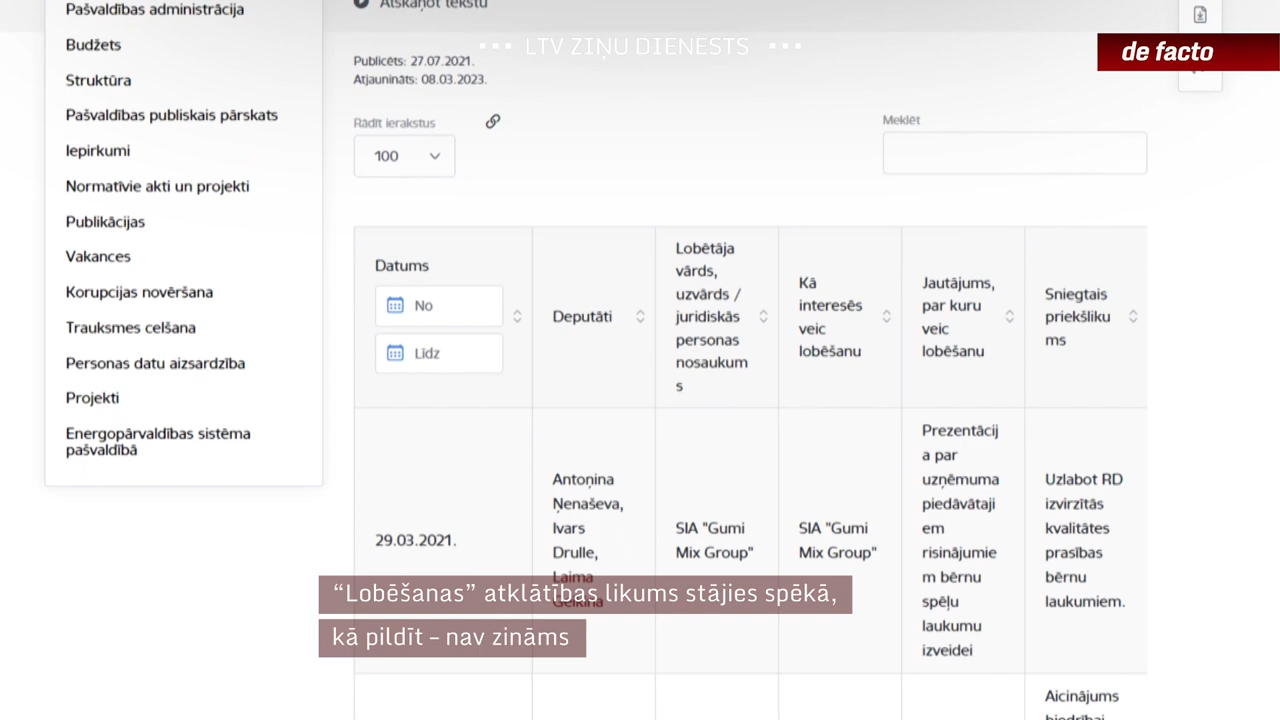 Pašvaldības administrācija
Budžets
Struktūra
Pašvaldības publiskais pārskats
Iepirkumi
Normatīvie akti un projekti
Publikācijas
Vakances
Korupcijas novēršana
Trauksmes celšana
Personas datu aizsardzība
Projekti
Energopārvaldības sistēma
pašvaldībā
Atskaņot tekstu
LTV ZIŅU DIENESTS
de facto
Publicēts: 27.07.2021.
Atjaunināts: 08.03.2023.
Rādīt ierakstus
100
Meklēt
Datums
No
Līdz
Deputāti
Lobētāja
vārds,
uzvārds /
juridiskās
personas
nosaukum
s
Kā
interesēs
veic
lobēšanu
Jautājums,
par kuru
veic
lobēšanu
Sniegtais
priekšliku
ms
29.03.2021.
Antoņina
Ņenaševa,
Ivars
Drulle,
Laima
Geikina
SIA "Gumi
Mix Group"
SIA "Gumi
Mix Group"
Prezentācij
a par
uzņēmuma
piedāvātaji
em
risinājumie
m bērnu
spēļu
laukumu
izveidei
Uzlabot RD
izvirzītās
kvalitātes
prasības
bērnu
laukumiem.
Aicinājums
“Lobēšanas” atklātības likums stājies spēkā,
kā pildīt – nav zināms